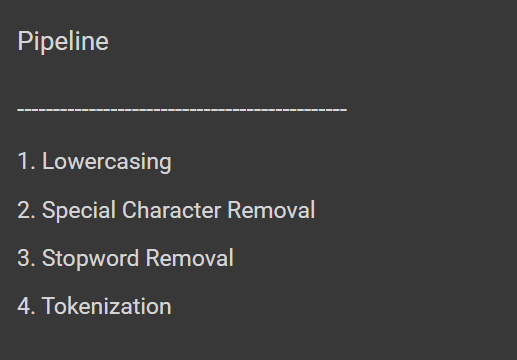 Pipeline
-----------------------------------------------
1. Lowercasing
2. Special Character Removal
3. Stopword Removal
4. Tokenization